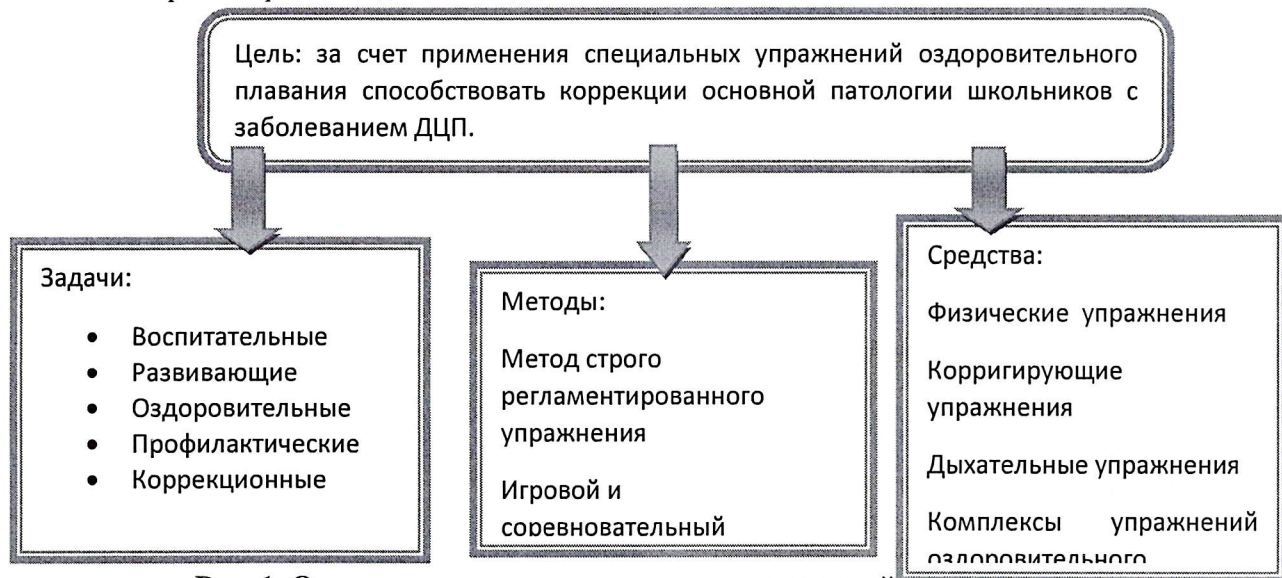 Цель: за счет применения специальных упражнений оздоровительного
плавания способствовать коррекции основной патологии школьников с
заболеванием ДЦП.
Задачи:
• Воспитательные
• Развивающие
• Оздоровительные
• Профилактические
• Коррекционные
Методы:
Метод строго
регламентированного
упражнения
Игровой и
соревновательный
Средства:
Физические упражнения
Корригирующие
упражнения
Дыхательные упражнения
Комплексы упражнений
оздоровительного